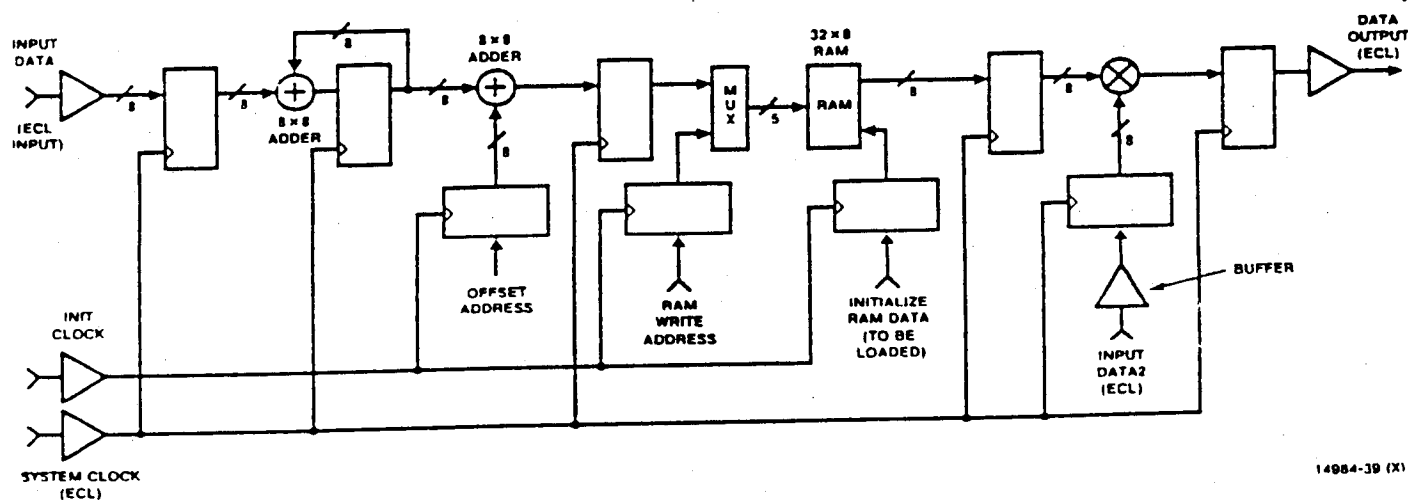 INPUT
DATA
(ECL
INPUT)
8
8
8 × 8
ADDER
8
8
8 × 8
ADDER
8
OFFSET
ADDRESS
MUX
RAM
WRITE
ADDRESS
5
32 × 8
RAM
RAM
8
INITIALIZE
RAM DATA
(TO BE
LOADED)
8
8
BUFFER
INPUT
DATA2
(ECL)
DATA
OUTPUT
(ECL)
INIT
CLOCK
SYSTEM CLOCK
(ECL)
14984-39 (X)